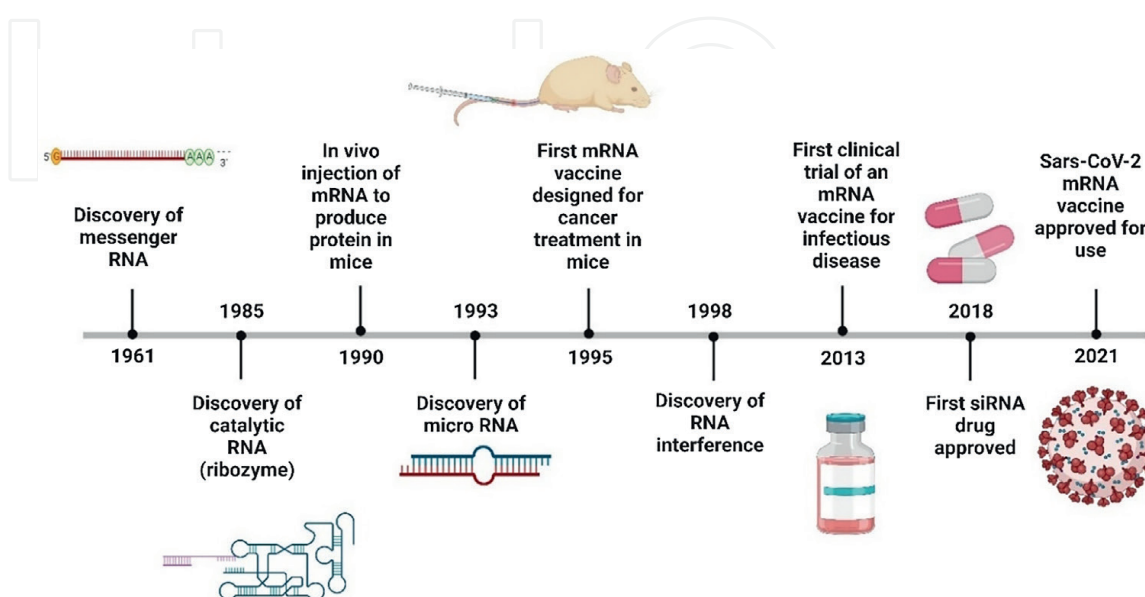 5'
G
A A A
3'
Discovery of
messenger
RNA
1961
1985
Discovery of
catalytic
RNA
(ribozyme)
In vivo
injection of
mRNA to
produce
protein in
mice
1990
1993
Discovery of
micro RNA
First mRNA
vaccine
designed for
cancer
treatment in
mice
1995
1998
Discovery of
RNA
interference
First clinical
trial of an
mRNA
vaccine for
infectious
disease
2013
2018
First siRNA
drug
approved
Sars-CoV-2
mRNA
vaccine
approved for
use
2021